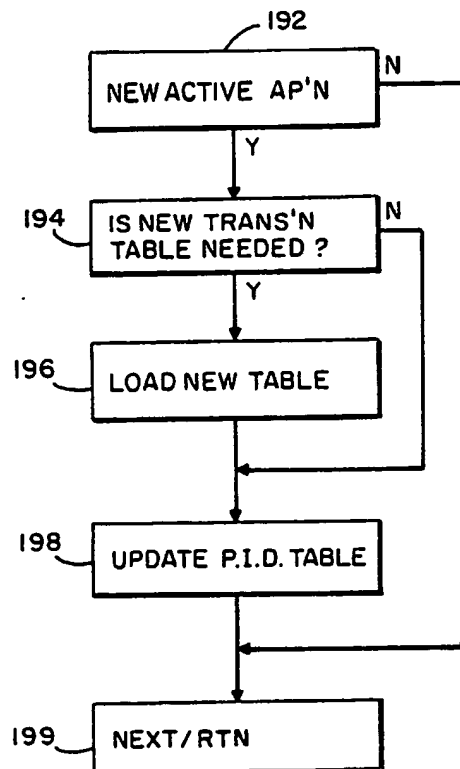 192
NEW ACTIVE AP'N
N
Y
194
IS NEW TRANS'N
TABLE NEEDED ?
N
Y
196
LOAD NEW TABLE
198
UPDATE P.I.D. TABLE
199
NEXT/RTN